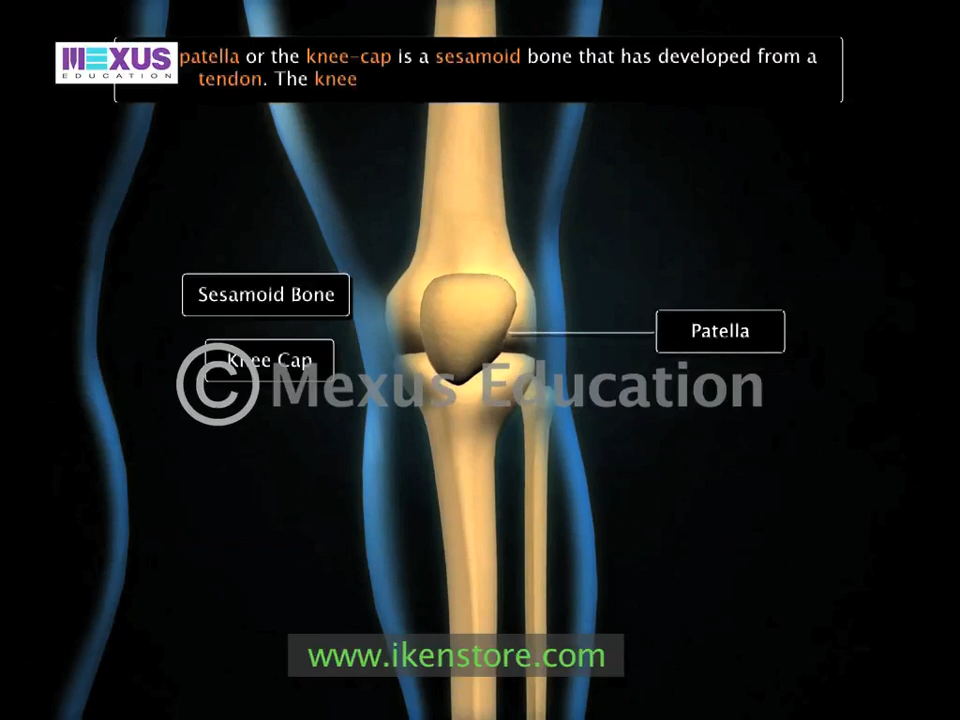 MEXUS
EDUCATION
patella or the knee-cap is a sesamoid bone that has developed from a
tendon. The knee
Sesamoid Bone
Patella
Knee Cap
© Mexus Education
www.ikenstore.com